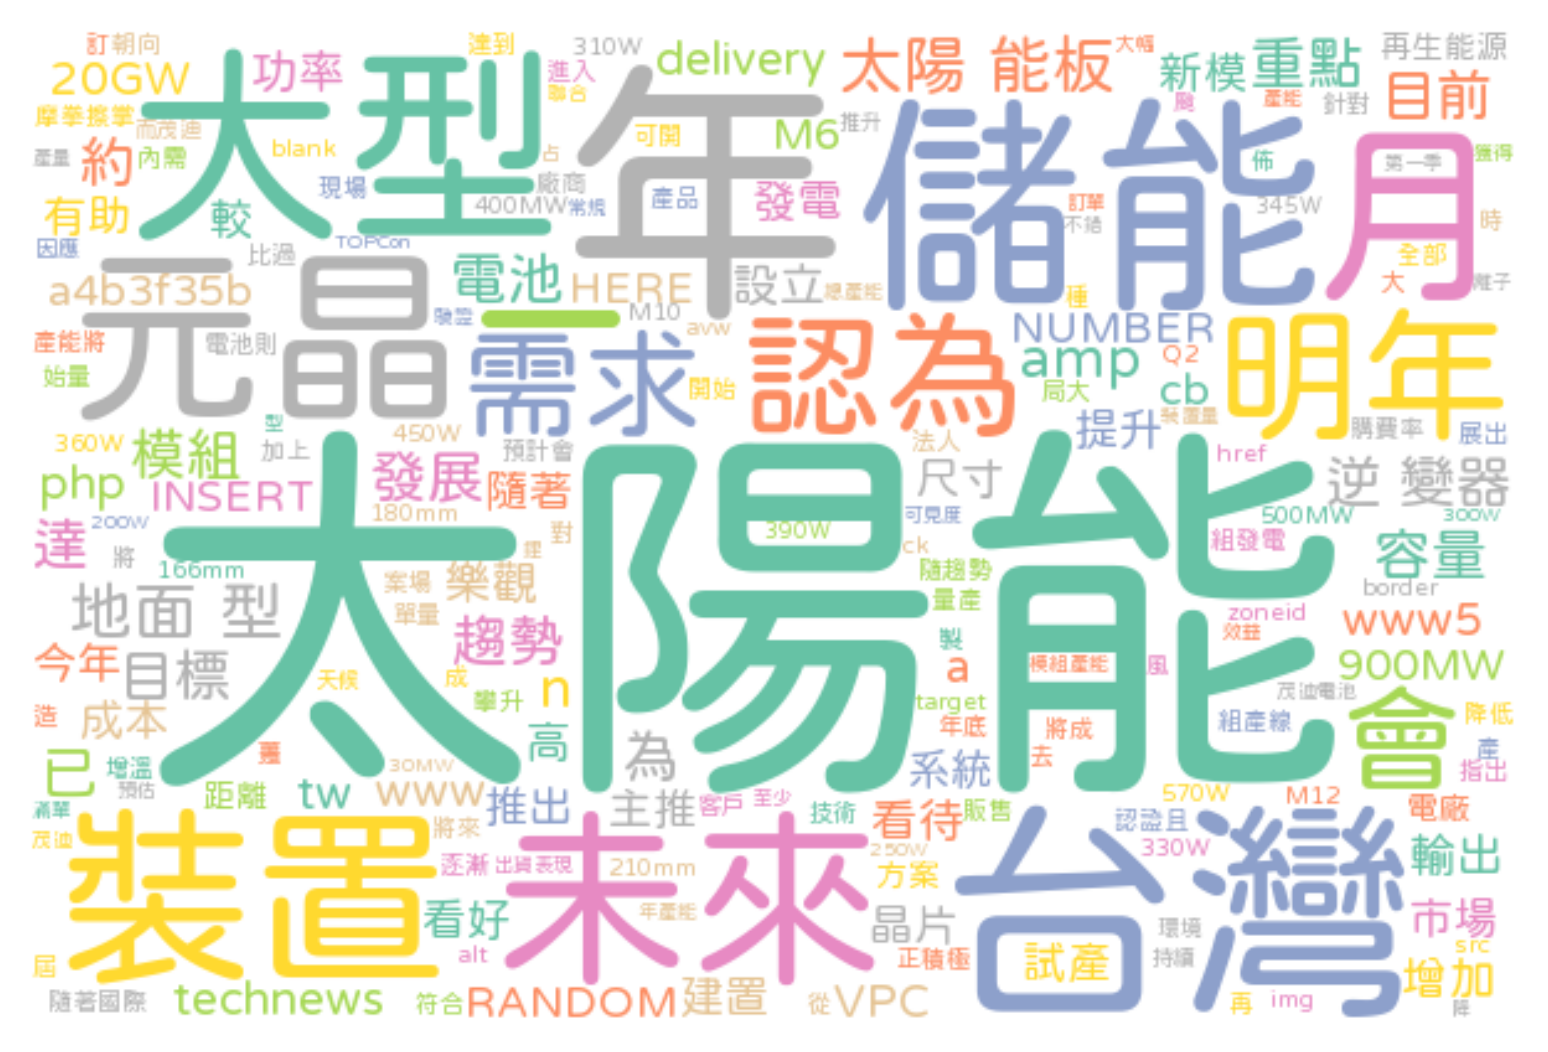 訂 朝向
達到
310W
delivery
太陽 能板
大幅
新模
重點
再生能源
20GW
功率
進入
聯合
產能
針對
目前
大型
年
摩拳擦掌
而茂迪
可開
M6
推升
儲能
月
第一季
獲得
產量
約
內需
blank
占
廠商
現場
400MW
常規
產品
發電
訂單
不錯
佈
345W
時
有助
較
因應
比過
TOPCon
全部
大
離子
a4b3f35b
元晶
電池
HERE
設立
總產能
種
一
M10
驗證
avw
NUMBER
Q2
明年
產能將
電池則
需求
認為
amp
始量
開始
局大
cb
裝置量
提升
購買率
展出
型
360W
模組
加上
450W
預計會
法人
href
逆 變器
php
INSERT
發展
隨著
尺寸
180mm
390W
可見度
500MW
300W
達
200W
將
對
ck
組發電
容量
太陽能
166mm
鋰
隨趨勢
案場
樂觀
border
地面 型
單量
量產
zoneid
www5
趨勢
製
效益
今年
目標
a
模組產能
風
900MW
天候
成
n
攀升
target
茂迪電池
造
成本
年底
將成
組產線
會
降低
已
增溫
高
為
系統
去
產
指出
預估
距離
tw
30MW
www
推出
主推
客戶
至少
技術
看待
販售
570W
M12
電廠
滿單
茂迪
裝置
將來
未來
認證且
台灣
330W
輸出
逐漸
出貨表現
210mm
250W
方案
看好
年產能
晶片
環境
市場
alt
正積極
試產
持續
src
屆
增加
隨著國際
technews
符合
RANDOM
建置
從
VPC
再
img
降